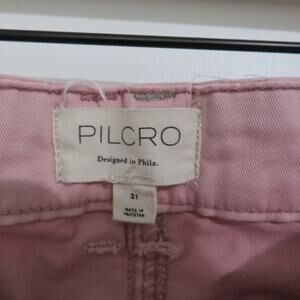 PILCRO
Designed in Phila.
31
MADE IN
PAKISTAN